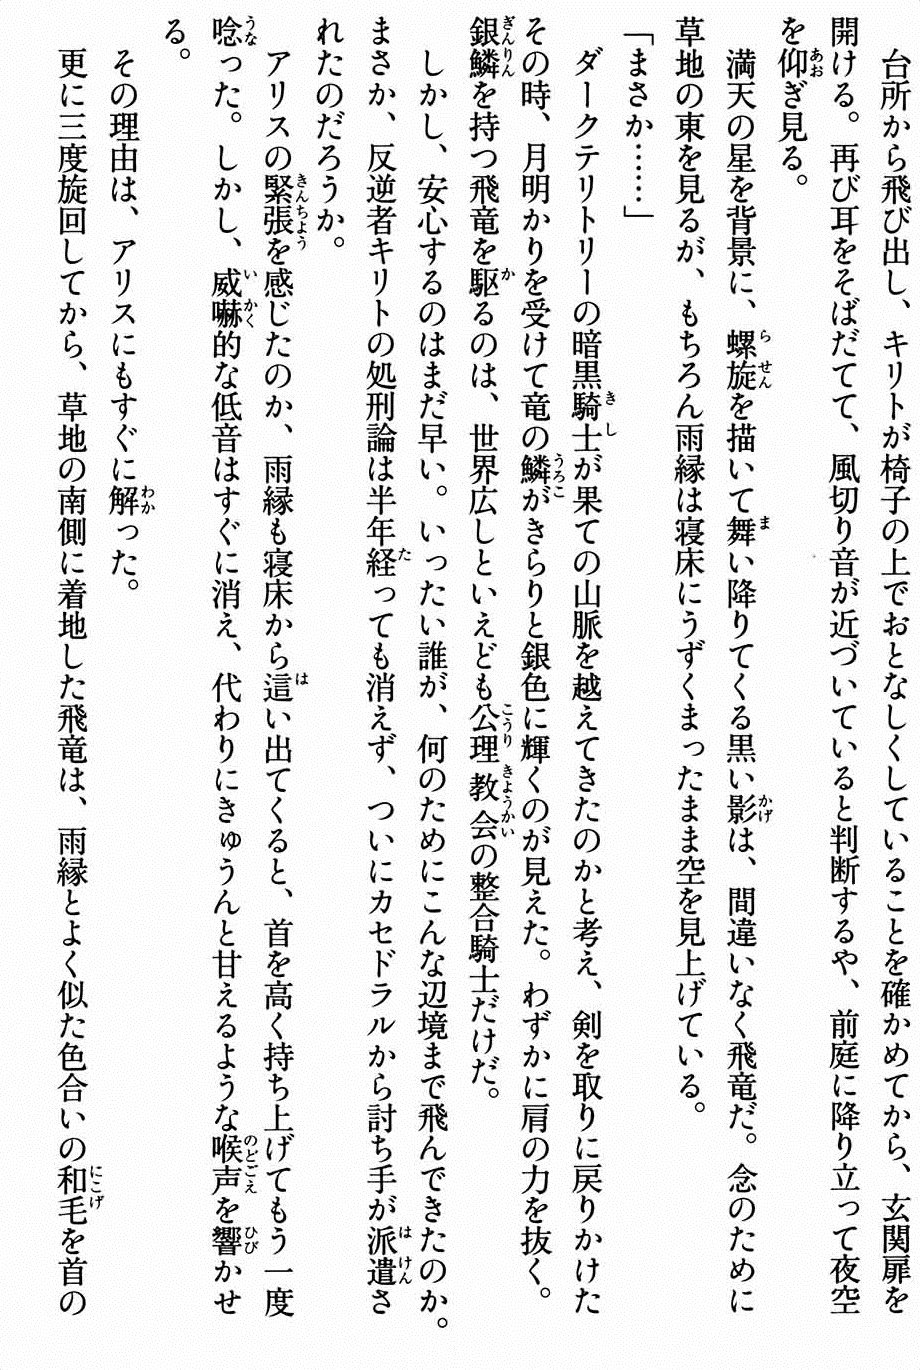 台所から飛び出し、キリトが椅子の上でおとなしくしていることを確かめてから、玄関扉を
開ける。再び耳をそばだてて、風切り音が近づいていると判断するや、前庭に降り立って夜空
を仰ぎ見る。
満天の星を背景に、螺旋を描いて舞い降りてくる黒い影は、間違いなく飛竜だ。念のために
草地の東を見るが、もちろん雨縁は寝床にうずくまったまま空を見上げている。
「まさか……」
ダークテリトリーの暗黒騎士が果ての山脈を越えてきたのかと考え、剣を取りに戻りかけた
その時、月明かりを受けて竜の鱗がきらりと銀色に輝くのが見えた。わずかに肩の力を抜く。
銀鱗を持つ飛竜を駆るのは、世界広しといえども公理教会の整合騎士だけだ。
しかし、安心するのはまだ早い。いったい誰が、何のためにこんな辺境まで飛んできたのか。
まさか、反逆者キリトの処刑論は半年経っても消えず、ついにカセドラルから討ち手が派遣さ
れたのだろうか。
アリスの緊張を感じたのか、雨縁も寝床から這い出てくると、首を高く持ち上げてもう一度
唸った。しかし、威嚇的な低音はすぐに消え、代わりにきゅうんと甘えるような喉声を響かせ
る。
その理由は、アリスにもすぐに解った。
更に三度旋回してから、草地の南側に着地した飛竜は、雨縁とよく似た色合いの和毛を首の